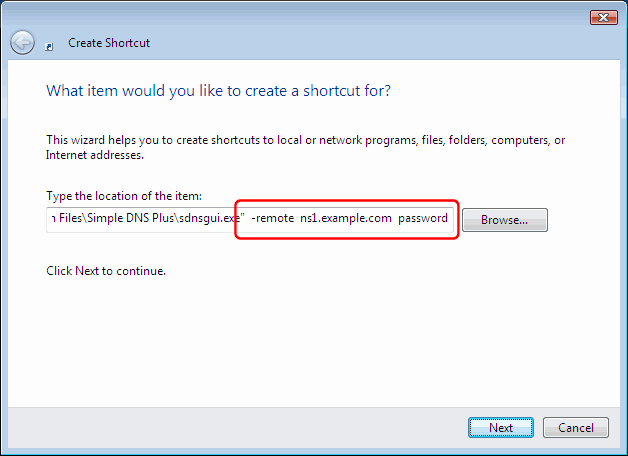 Create Shortcut
What item would you like to create a shortcut for?
This wizard helps you to create shortcuts to local or network programs, files, folders, computers, or
Internet addresses.
Type the location of the item:
n Files\Simple DNS Plus\sdnsgui.exe" -remote ns1.example.com password
Browse...
Click Next to continue.
Next
Cancel